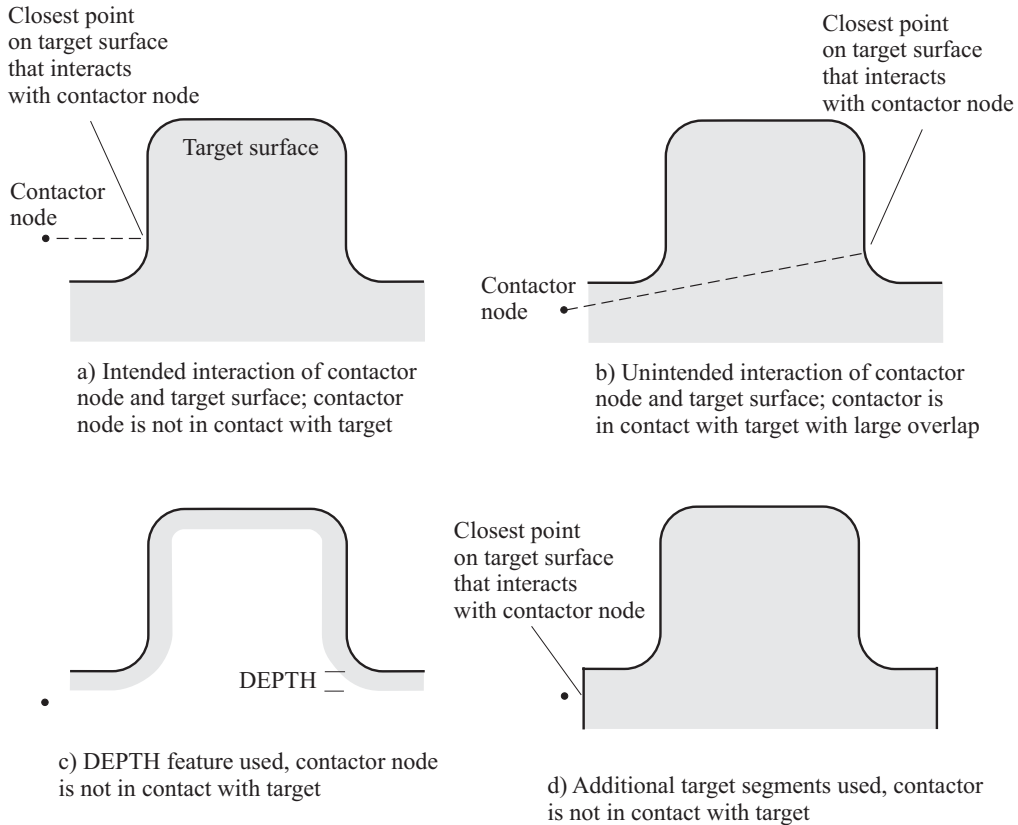 Closest point
on target surface
that interacts
with contactor node
Target surface
Contactor
node
a) Intended interaction of contactor
node and target surface; contactor
node is not in contact with target
Closest point
on target surface
that interacts
with contactor node
Contactor
node
b) Unintended interaction of contactor
node and target surface; contactor is
in contact with target with large overlap
DEPTH
c) DEPTH feature used, contactor node
is not in contact with target
Closest point
on target surface
that interacts
with contactor node
d) Additional target segments used, contactor
is not in contact with target